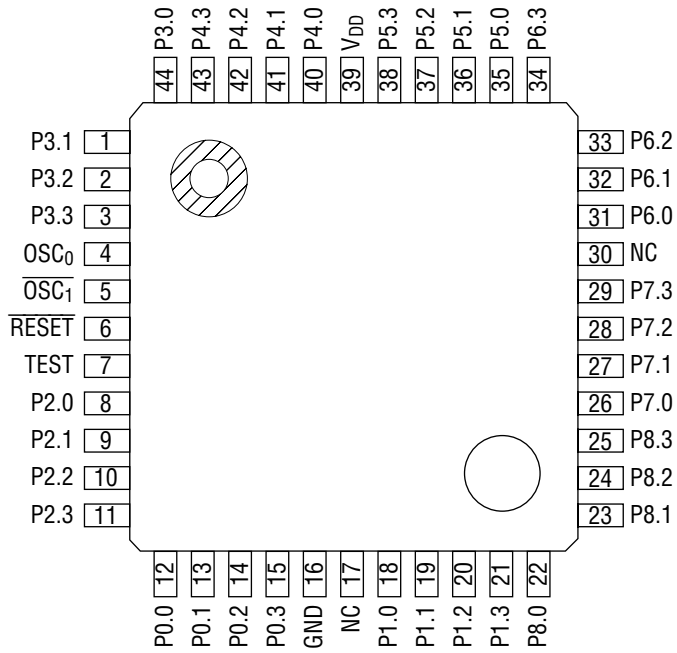 P3.0 P4.3 P4.2 P4.1 P4.0 VDD P5.3 P5.2 P5.1 P5.0 P6.3
44 43 42 41 40 39 38 37 36 35 34
P3.1 1 33 P6.2
P3.2 2 32 P6.1
P3.3 3 31 P6.0
OSC0 4 30 NC
OSC1 5 29 P7.3
RESET 6 28 P7.2
TEST 7 27 P7.1
P2.0 8 26 P7.0
P2.1 9 25 P8.3
P2.2 10 24 P8.2
P2.3 11 23 P8.1
12 13 14 15 16 17 18 19 20 21 22
P0.0 P0.1 P0.2 P0.3 GND NC P1.0 P1.1 P1.2 P1.3 P8.0